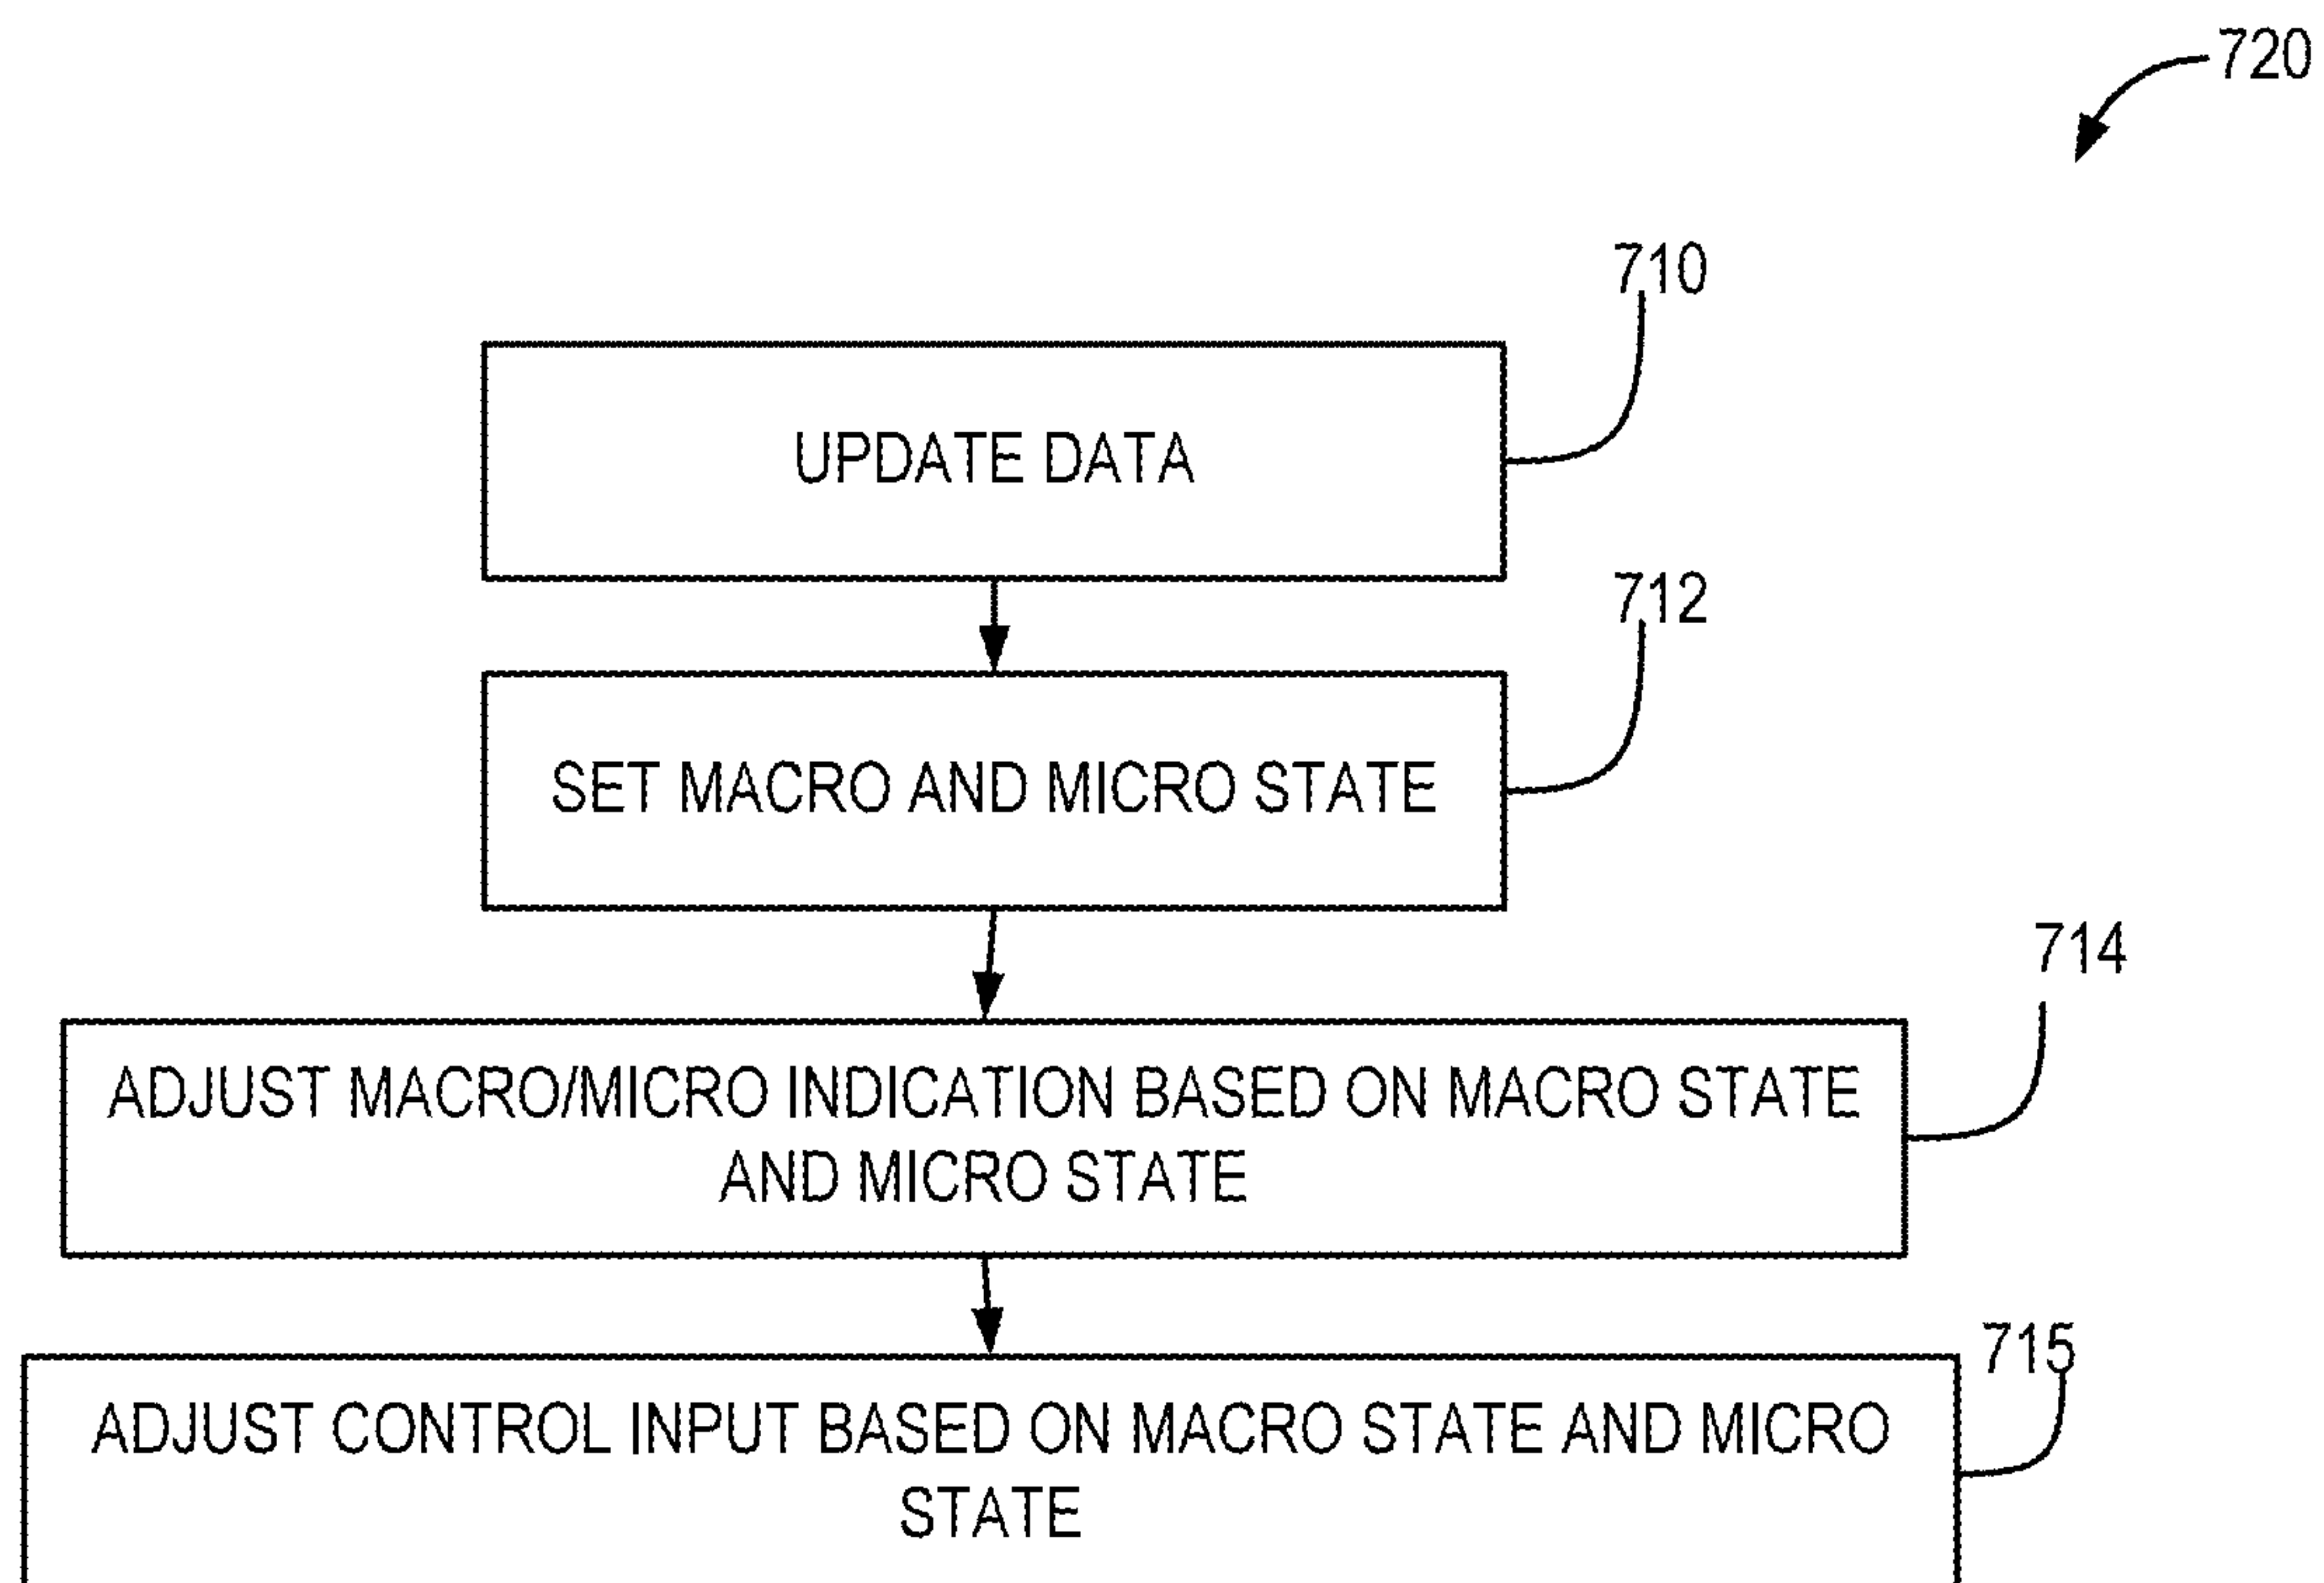 720
710
UPDATE DATA
712
SET MACRO AND MICRO STATE
714
ADJUST MACRO/MICRO INDICATION BASED ON MACRO STATE
AND MICRO STATE
715
ADJUST CONTROL INPUT BASED ON MACRO STATE AND MICRO
STATE